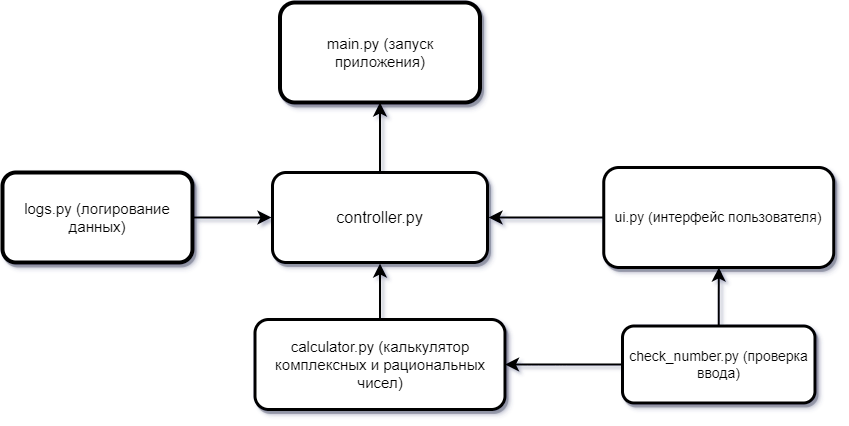 main.py (запуск
приложения)
logs.py (логирование
данных)
controller.py
ui.py (интерфейс пользователя)
calculator.py (калькулятор
комплексных и рациональных
чисел)
check_number.py (проверка
ввода)